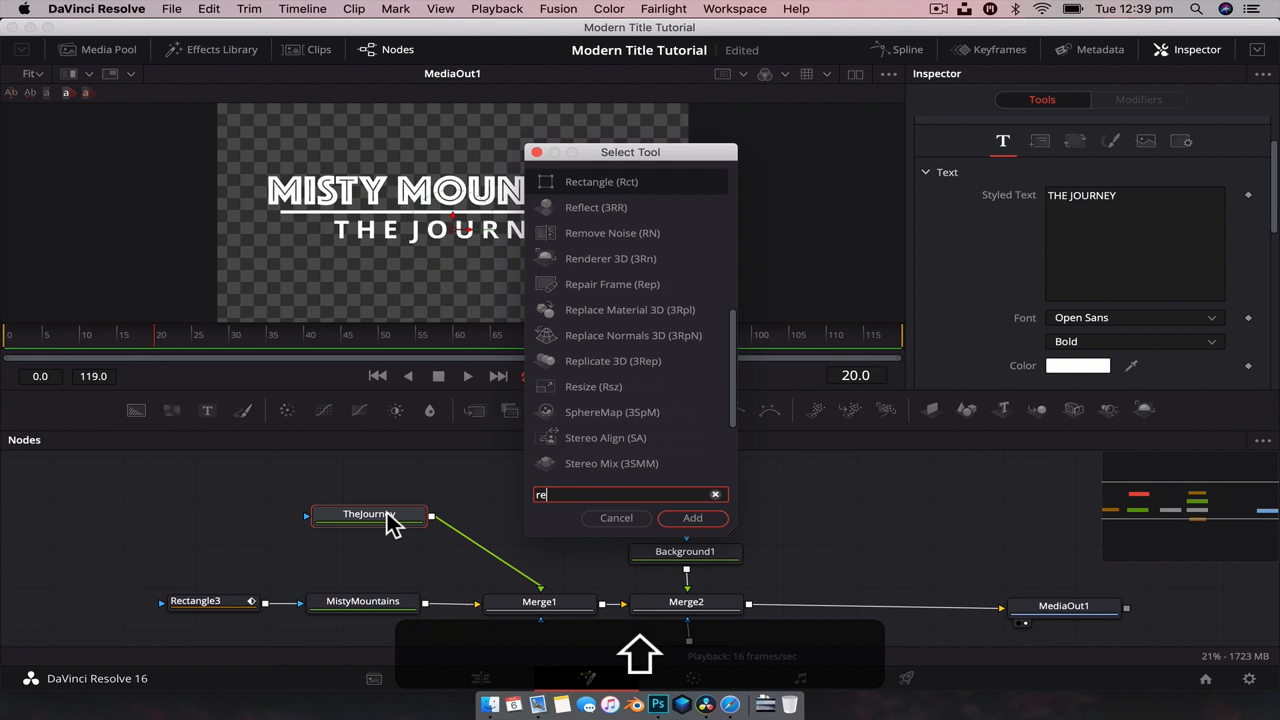 DaVinci Resolve File Edit Trim Timeline Clip Mark View Playback Fusion Color Fairlight Workspace Help Tue 12:39 pm
Modern Title Tutorial
Media Pool Effects Library Clips Nodes Modern Title Tutorial Edited Spline Keyframes Metadata Inspector
Fit MediaOut1 Inspector
Ab Ab a a a
Tools Modifiers
Text
Styled Text THE JOURNEY
MISTY MOUN
THE JOURN
Select Tool
Rectangle (Rct)
Reflect (3RR)
Remove Noise (RN)
Renderer 3D (3Rn)
Repair Frame (Rep)
Replace Material 3D (3Rpl)
Replace Normals 3D (3RpN)
Replicate 3D (3Rep)
Resize (Rsz)
SphereMap (3SpM)
Stereo Align (SA)
Stereo Mix (3SMM)
re
Cancel Add
Font Open Sans
Bold
Color
0 5 10 15 20 25 30 35 40 45 50 55 60 65 100 105 110 115
0.0 119.0 20.0
T
Nodes
TheJourney
Background1
Rectangle3 MistyMountains Merge1 Merge2 MediaOut1
Playback: 16 frames/sec 21% - 1723 MB
DaVinci Resolve 16